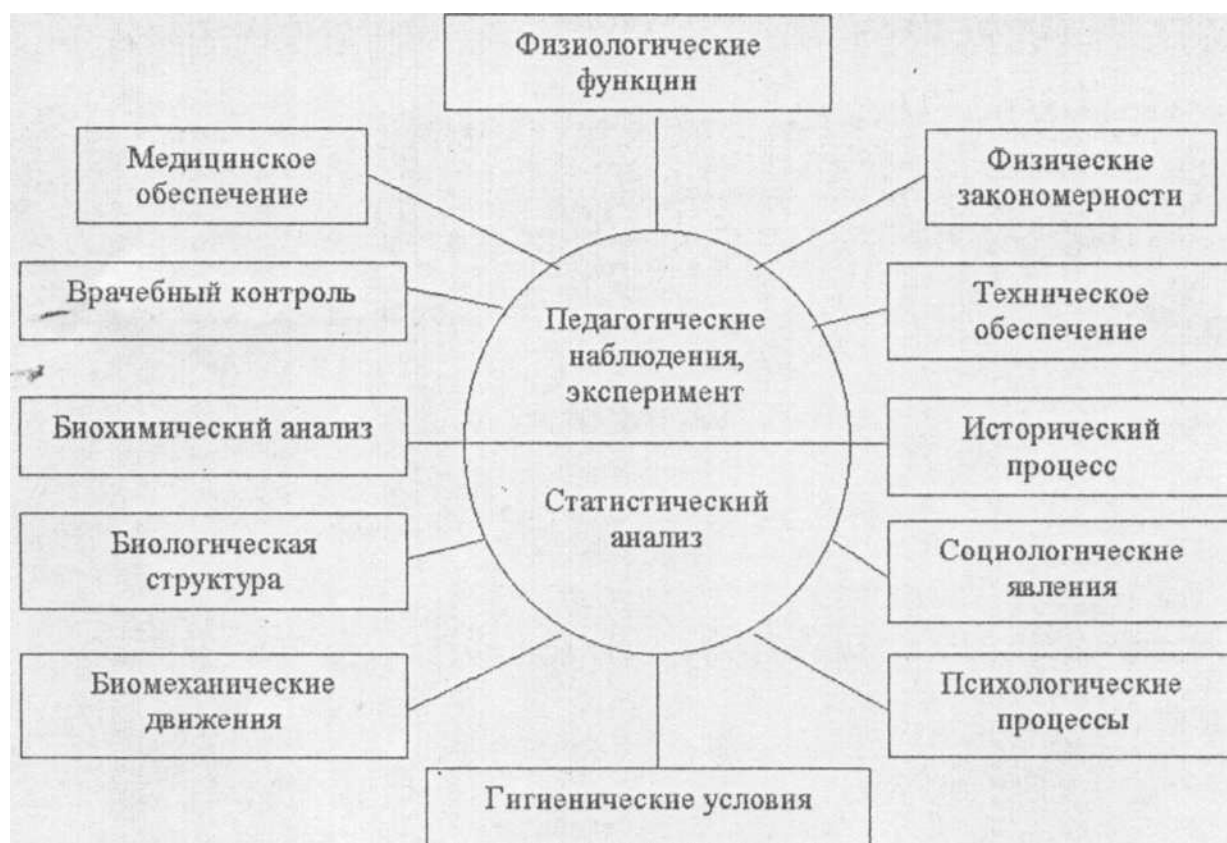 Физиологические
функции
Медицинское
обеспечение
Физические
закономерности
Врачебный контроль
Техническое
обеспечение
Педагогические
наблюдения,
эксперимент
Биохимический анализ
Исторический
процесс
Статистический
анализ
Биологическая
структура
Социологические
явления
Биомеханические
движения
Психологические
процессы
Гигиенические условия